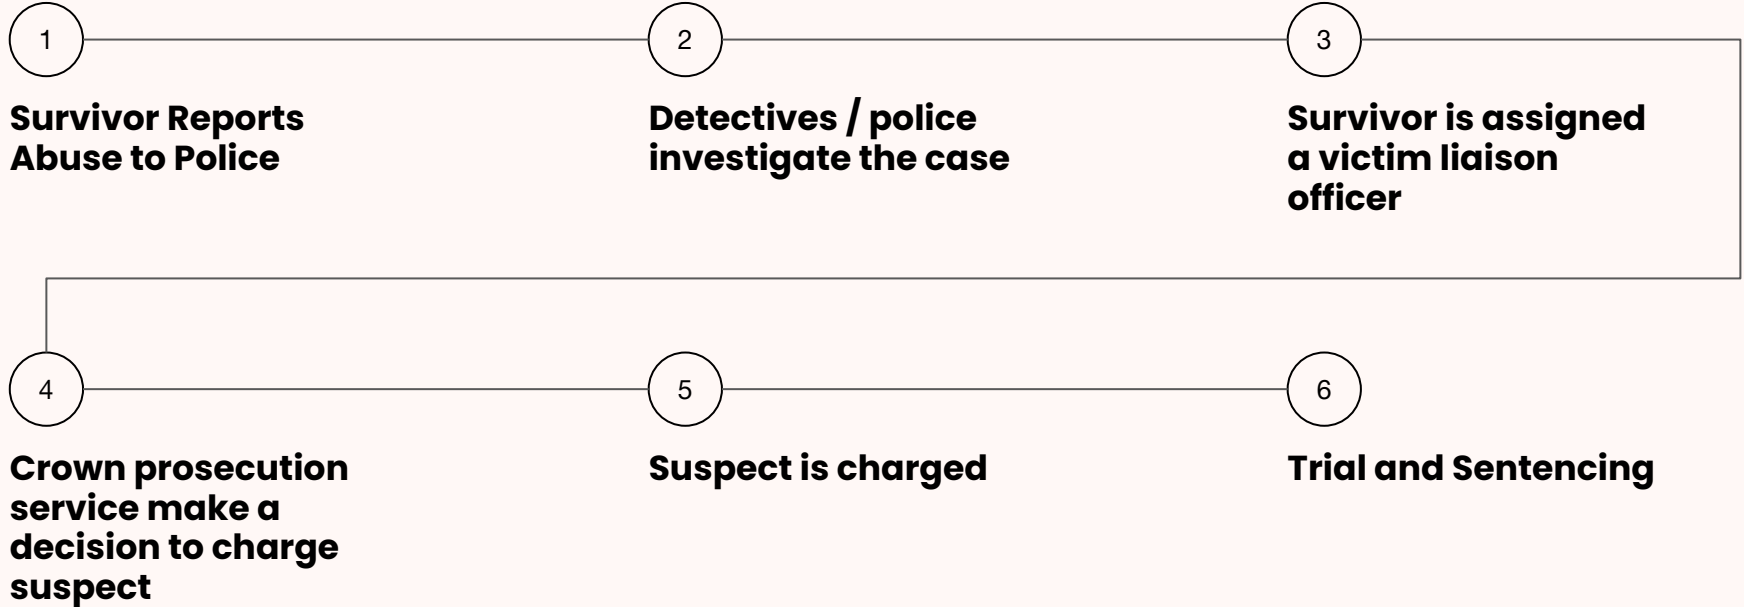 1
Survivor Reports
Abuse to Police
2
Detectives / police
investigate the case
3
Survivor is assigned
a victim liaison
officer
4
Crown prosecution
service make a
decision to charge
suspect
5
Suspect is charged
6
Trial and Sentencing